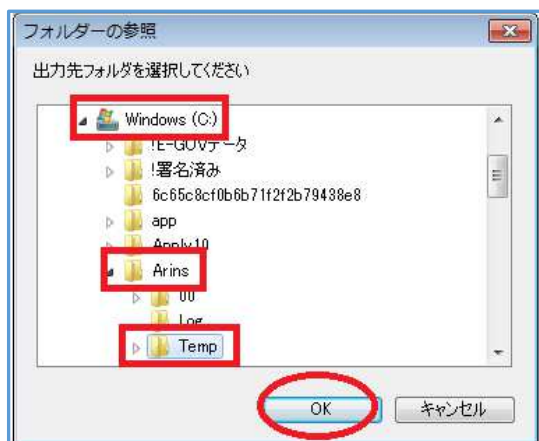 フォルダーの参照
出力先フォルダを選択してください
Windows (C:)
!E-GOVデータ
!署名済み
6c65c8cf0b6b71f2f2b79438e8
app
Apply10
Arins
00
Log
Temp
OK
キャンセル